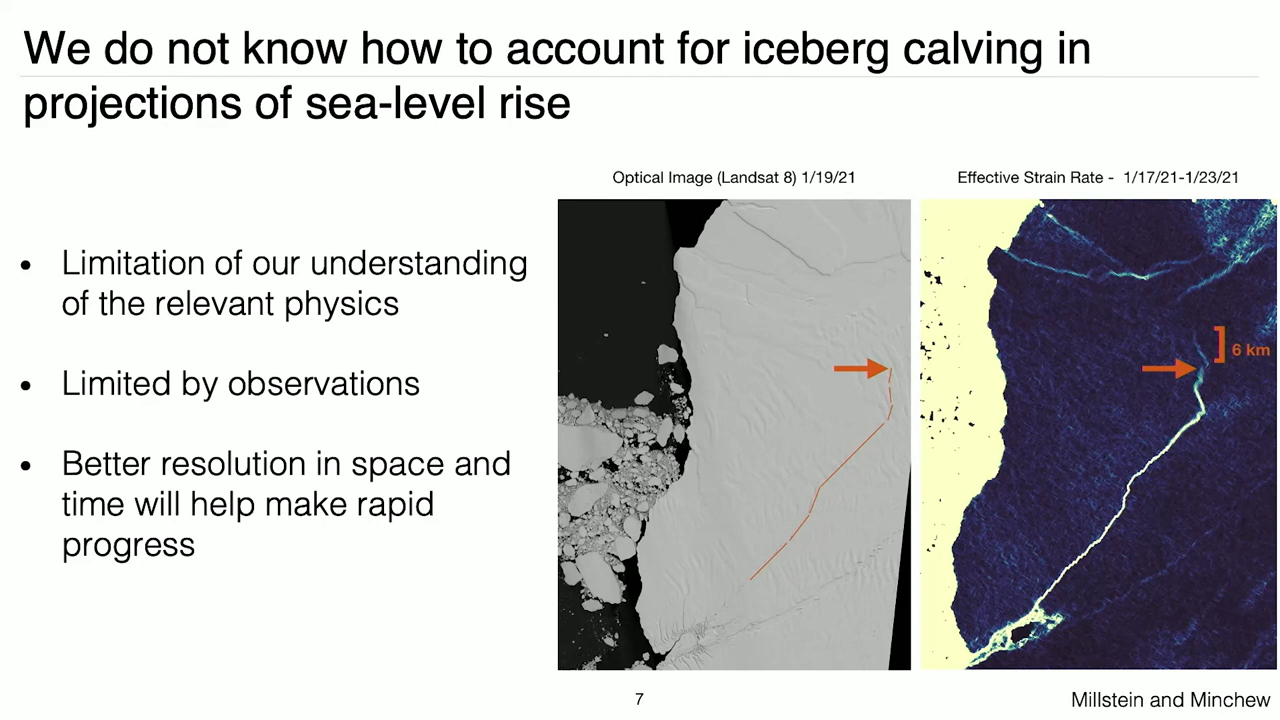 We do not know how to account for iceberg calving in
projections of sea-level rise
Optical Image (Landsat 8) 1/19/21
Effective Strain Rate - 1/17/21-1/23/21
• Limitation of our understanding
of the relevant physics
• Limited by observations
• Better resolution in space and
time will help make rapid
progress
6 km
7
Millstein and Minchew